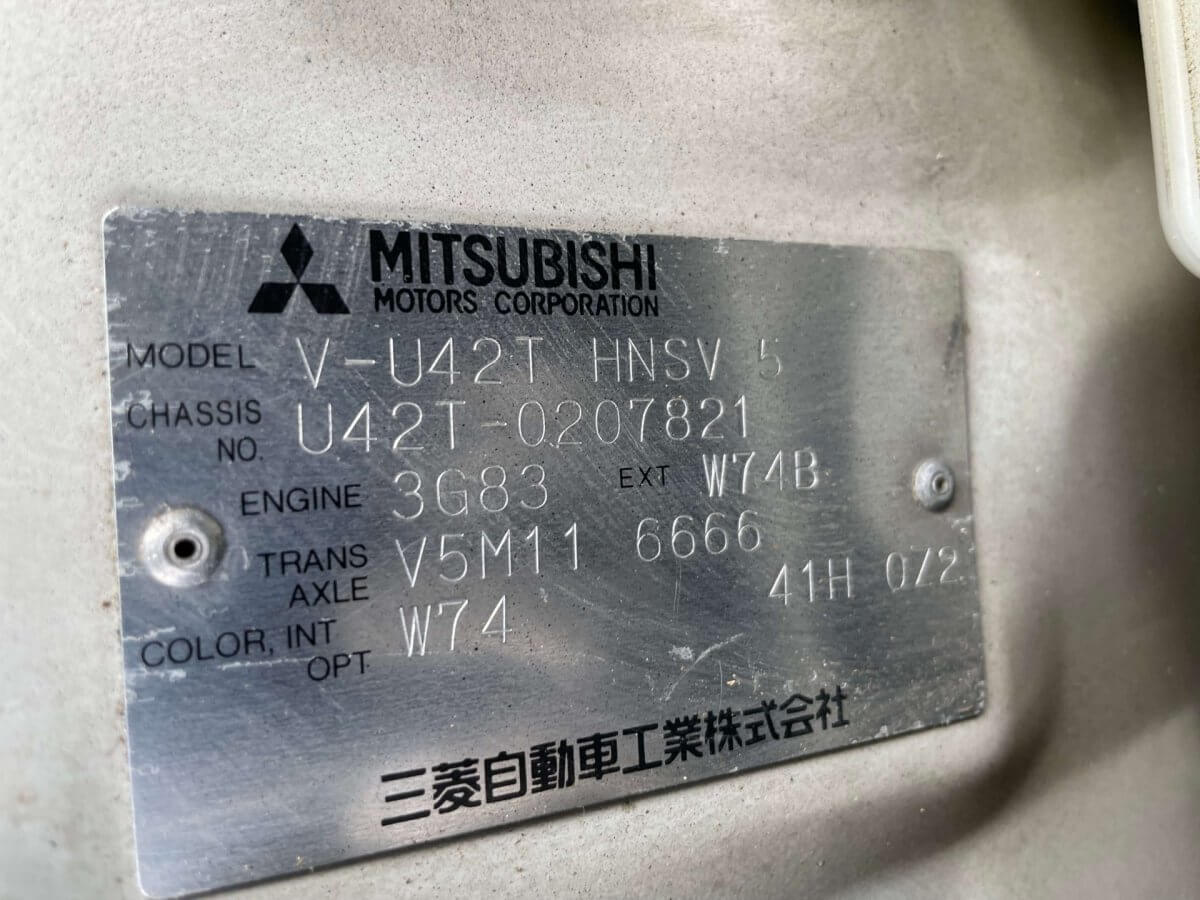 MITSUBISHI
MOTORS CORPORATION
MODEL V-U42T HNSV 5
CHASSIS NO. U42T-0207821
ENGINE 3G83 EXT W74B
TRANS AXLE V5M11 6666
41H 0Z2
COLOR, INT OPT W74
三菱自動車工業株式会社